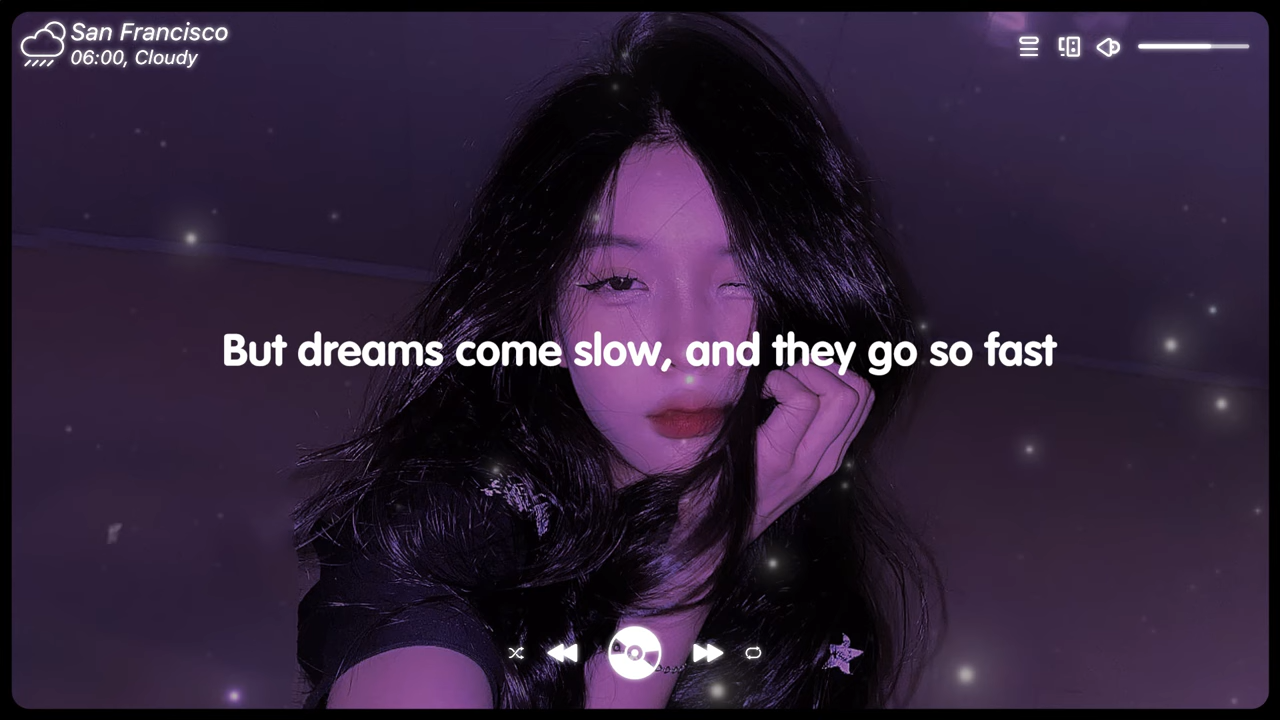 San Francisco
06:00, Cloudy
But dreams come slow, and they go so fast